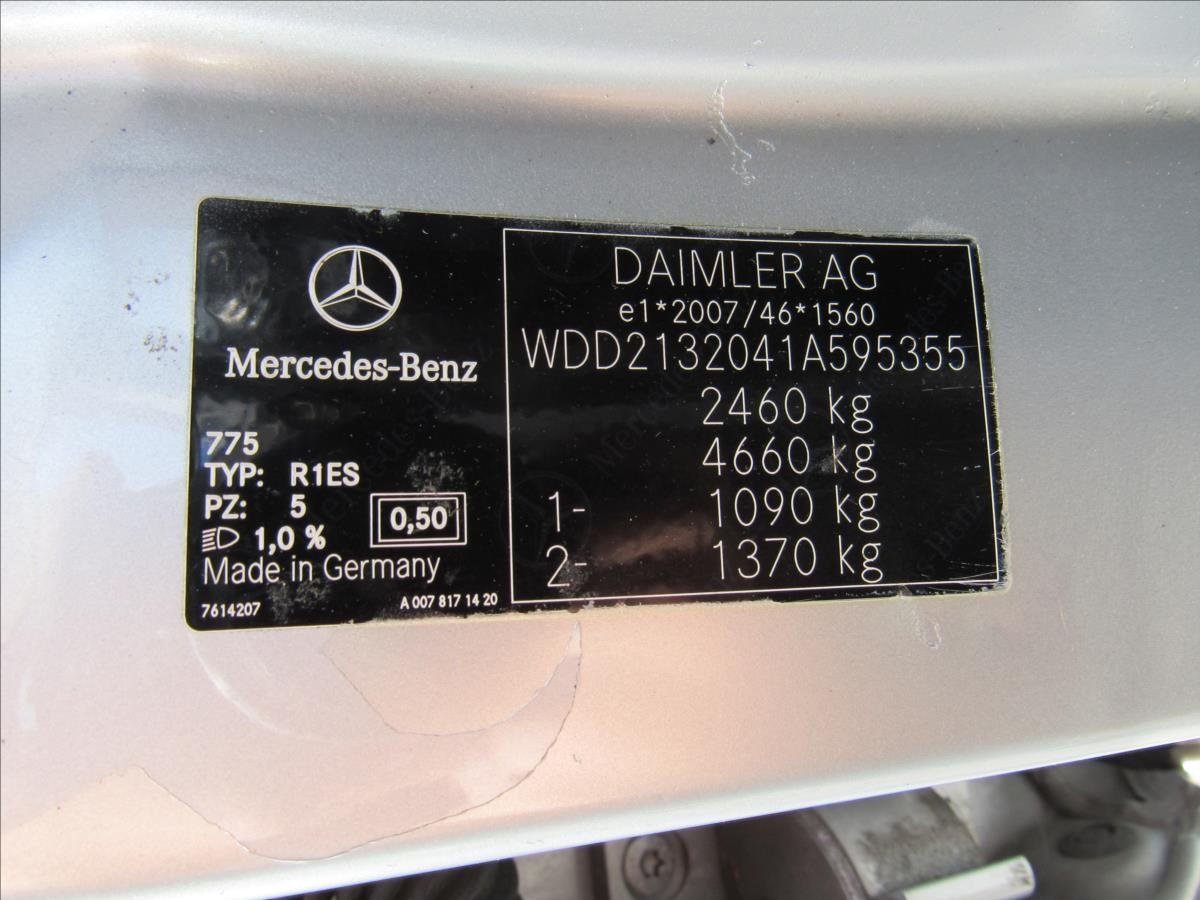 Mercedes-Benz
775
TYP: R1ES
PZ: 5
1,0 %
0,50
Made in Germany
7614207
A 007 817 14 20
DAIMLER AG
e1*2007/46*1560
WDD2132041A595355
2460 kg
4660 kg
1- 1090 kg
2- 1370 kg